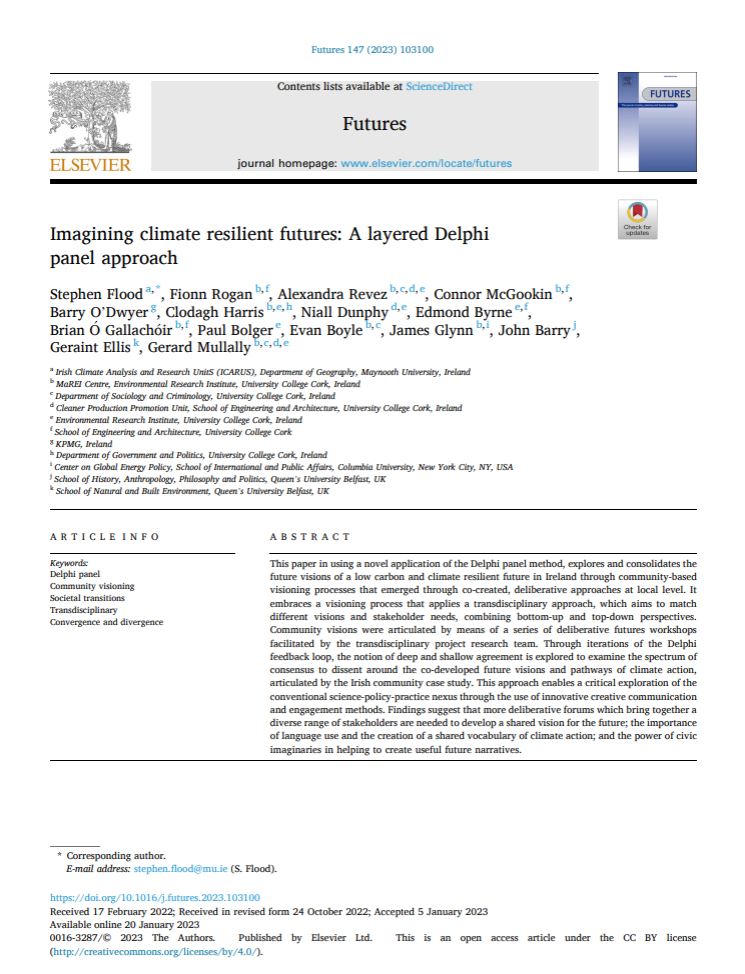 Futures 147 (2023) 103100
Contents lists available at ScienceDirect
Futures
journal homepage: www.elsevier.com/locate/futures
ELSEVIER
FUTURES
Check for
updates
Imagining climate resilient futures: A layered Delphi
panel approach
Stephen Flood a,*, Fionn Rogan b,f, Alexandra Revez b,c,d,e, Connor McGookin b,f,
Barry O'Dwyer g, Clodagh Harris b,e,h, Niall Dunphy d,e, Edmond Byrne e,f,
Brian Ó Gallachóir b,f, Paul Bolger e, Evan Boyle b,c, James Glynn b,i, John Barry j,
Geraint Ellis k, Gerard Mullally b,c,d,e
a Irish Climate Analysis and Research UnitS (ICARUS), Department of Geography, Maynooth University, Ireland
b MaREI Centre, Environmental Research Institute, University College Cork, Ireland
c Department of Sociology and Criminology, University College Cork, Ireland
d Cleaner Production Promotion Unit, School of Engineering and Architecture, University College Cork, Ireland
e Environmental Research Institute, University College Cork, Ireland
f School of Engineering and Architecture, University College Cork
g KPMG, Ireland
h Department of Government and Politics, University College Cork, Ireland
i Center on Global Energy Policy, School of International and Public Affairs, Columbia University, New York City, NY, USA
j School of History, Anthropology, Philosophy and Politics, Queen's University Belfast, UK
k School of Natural and Built Environment, Queen's University Belfast, UK
ARTICLE INFO
Keywords:
Delphi panel
Community visioning
Societal transitions
Transdisciplinary
Convergence and divergence
ABSTRACT
This paper in using a novel application of the Delphi panel method, explores and consolidates the
future visions of a low carbon and climate resilient future in Ireland through community-based
visioning processes that emerged through co-created, deliberative approaches at local level. It
embraces a visioning process that applies a transdisciplinary approach, which aims to match
different visions and stakeholder needs, combining bottom-up and top-down perspectives.
Community visions were articulated by means of a series of deliberative futures workshops
facilitated by the transdisciplinary project research team. Through iterations of the Delphi
feedback loop, the notion of deep and shallow agreement is explored to examine the spectrum of
consensus to dissent around the co-developed future visions and pathways of climate action,
articulated by the Irish community case study. This approach enables a critical exploration of the
conventional science-policy-practice nexus through the use of innovative creative communication
and engagement methods. Findings suggest that more deliberative forums which bring together a
diverse range of stakeholders are needed to develop a shared vision for the future; the importance
of language use and the creation of a shared vocabulary of climate action; and the power of civic
imaginaries in helping to create useful future narratives.
* Corresponding author.
E-mail address: stephen.flood@mu.ie (S. Flood).
https://doi.org/10.1016/j.futures.2023.103100
Received 17 February 2022; Received in revised form 24 October 2022; Accepted 5 January 2023
Available online 20 January 2023
0016-3287/© 2023 The Authors. Published by Elsevier Ltd. This is an open access article under the CC BY license
(http://creativecommons.org/licenses/by/4.0/).